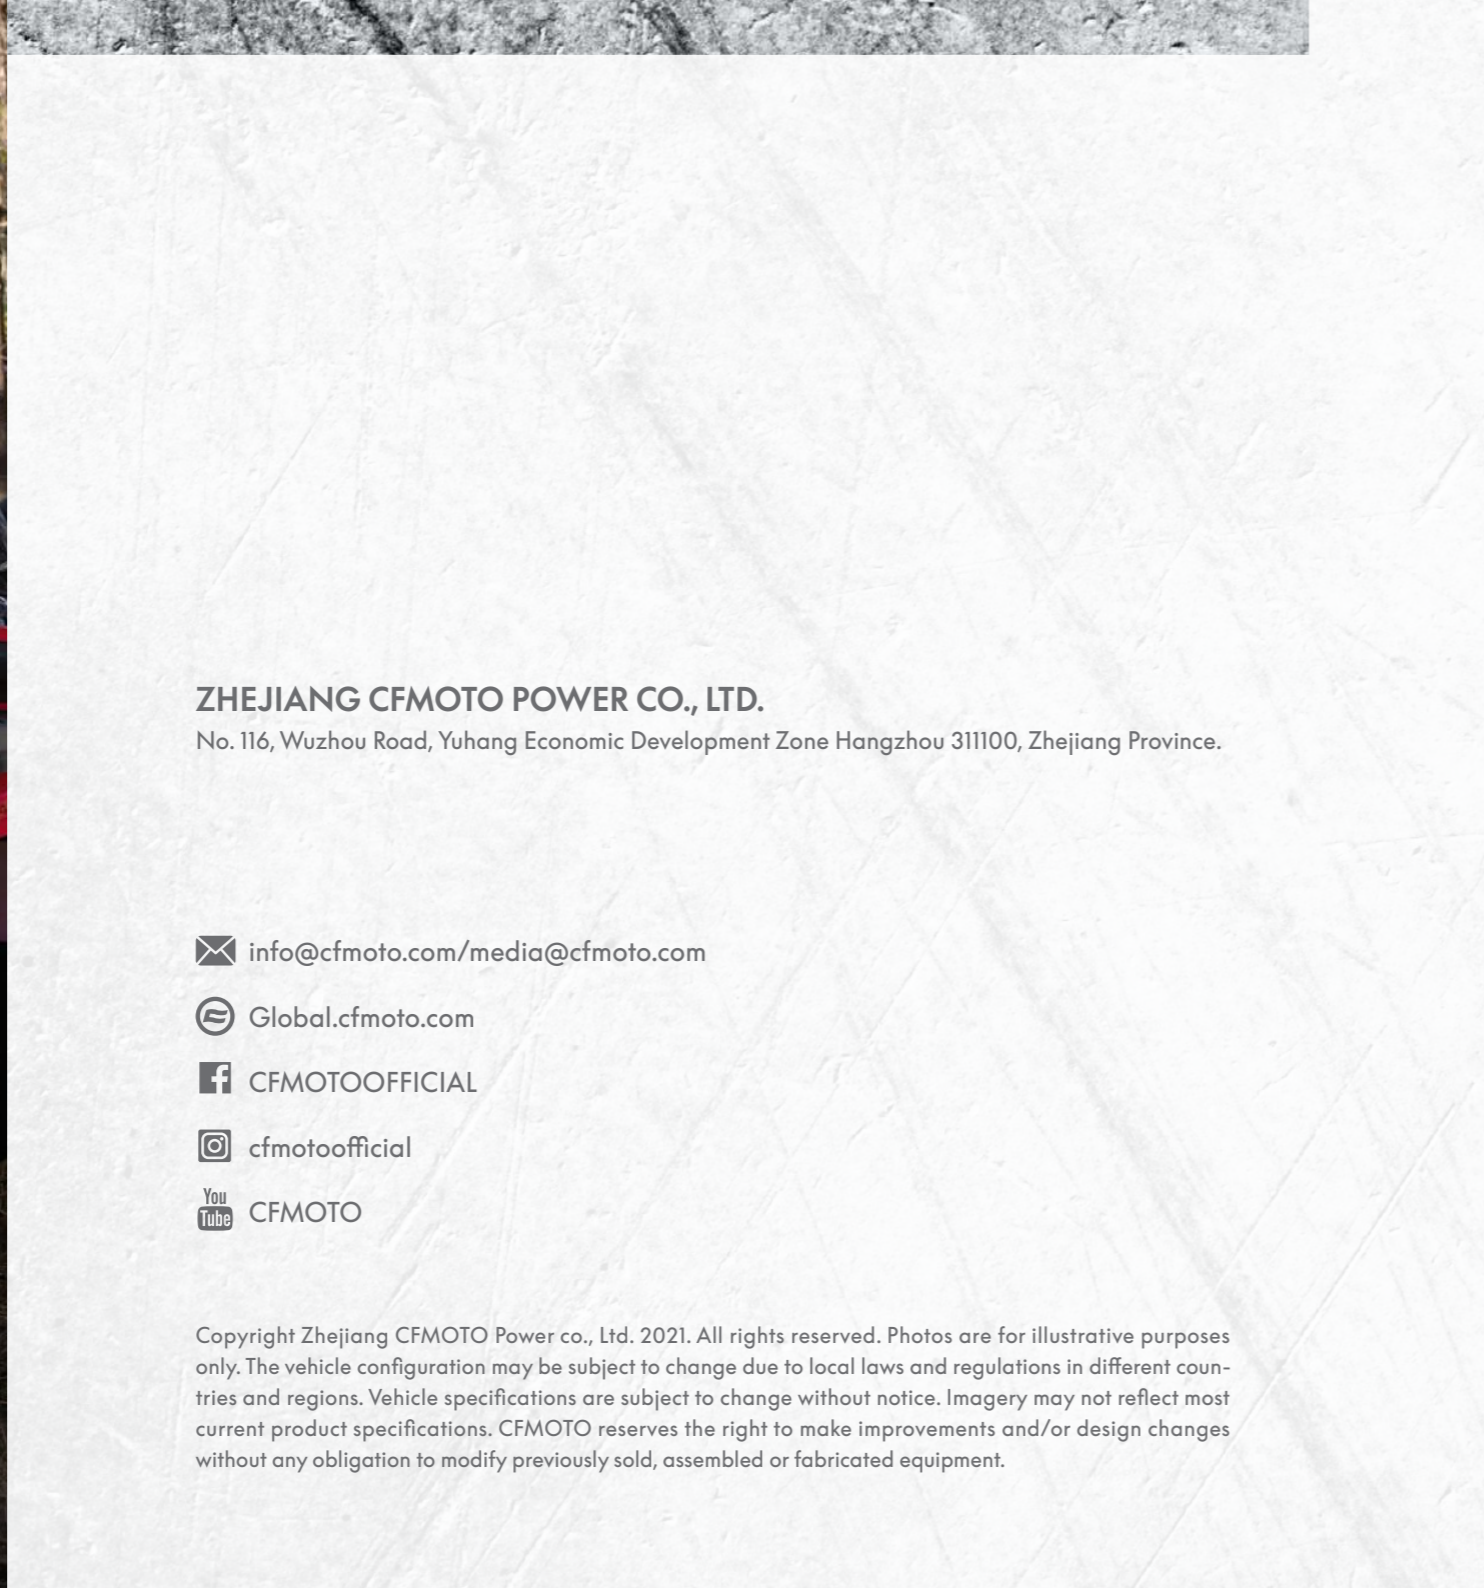 ZHEJIANG CFMOTO POWER CO., LTD.
No. 116, Wuzhou Road, Yuhang Economic Development Zone Hangzhou 311100, Zhejiang Province.
info@cfmoto.com/media@cfmoto.com
Global.cfmoto.com
CFMOTOOFFICIAL
cfmotoofficial
You
Tube CFMOTO
Copyright Zhejiang CFMOTO Power co., Ltd. 2021. All rights reserved. Photos are for illustrative purposes
only. The vehicle configuration may be subject to change due to local laws and regulations in different coun-
tries and regions. Vehicle specifications are subject to change without notice. Imagery may not reflect most
current product specifications. CFMOTO reserves the right to make improvements and/or design changes
without any obligation to modify previously sold, assembled or fabricated equipment.